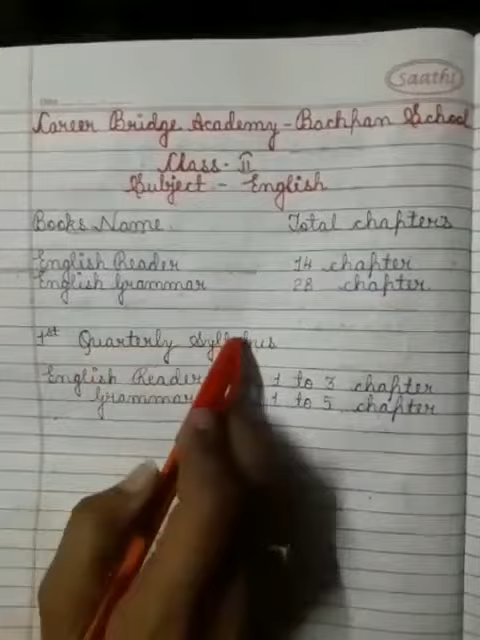 Saathi
Date
Career Bridge Academy - Bachpan School
Class - II
Subject - English
Books Name. Total chapters
English Reader 14 chapter
English Grammar 28 chapter
1st Quarterly Syllabus
English Reader 1 to 3 chapter
Grammar 1 to 5 chapter